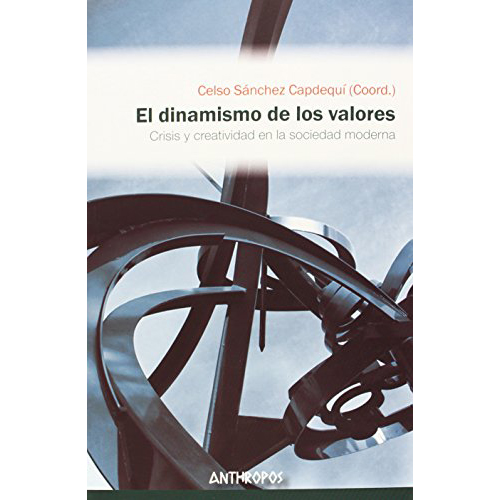 Celso Sánchez Capdequí (Coord.)
El dinamismo de los valores
Crisis y creatividad en la sociedad moderna
ANTHROPOS